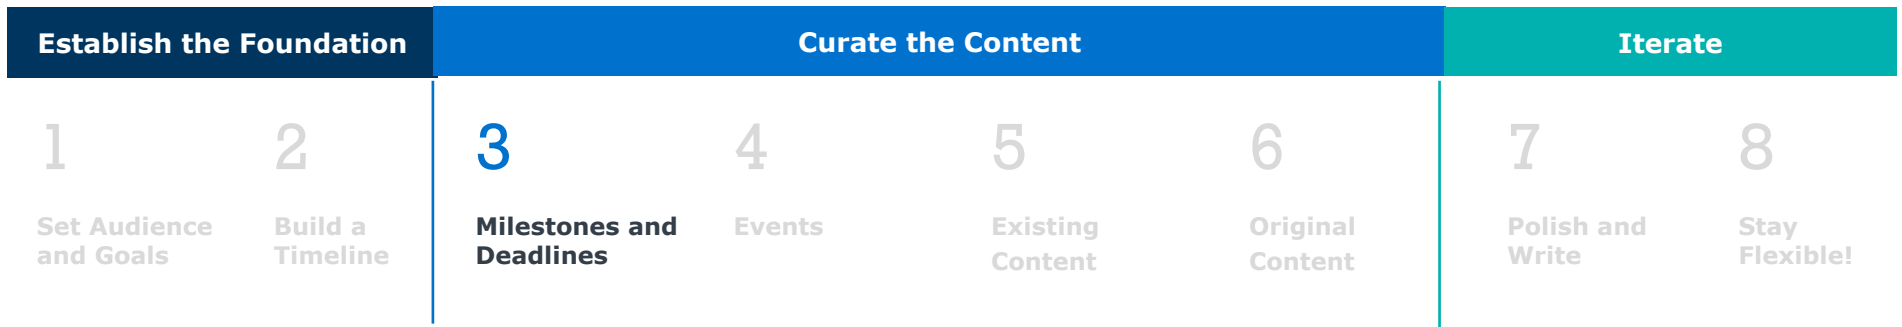 Establish the Foundation
Curate the Content
Iterate
1
Set Audience
and Goals
2
Build a
Timeline
3
Milestones and
Deadlines
4
Events
5
Existing
Content
6
Original
Content
7
Polish and
Write
8
Stay
Flexible!